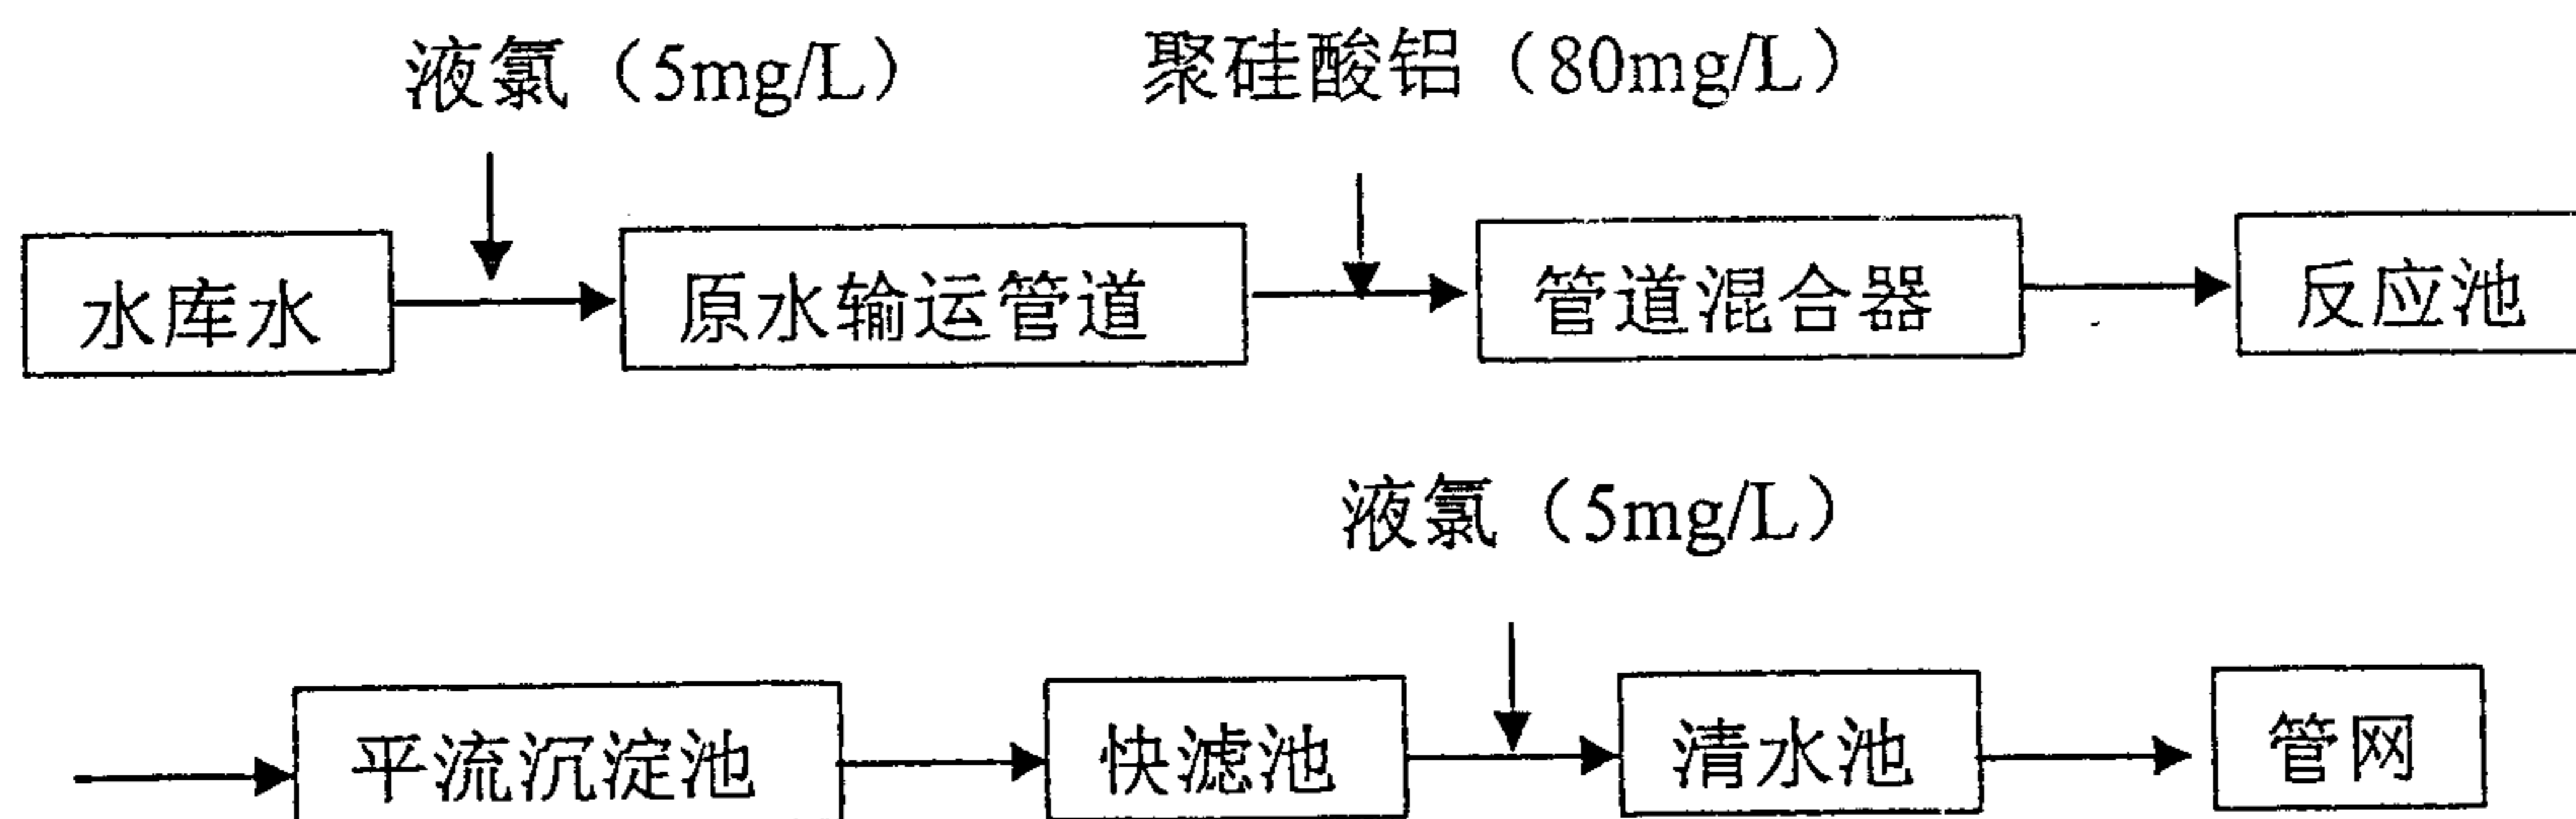 液氯（5mg/L） 聚硅酸铝（80mg/L）
水库水 原水输运管道 管道混合器 反应池
液氯（5mg/L）
平流沉淀池 快滤池 清水池 管网